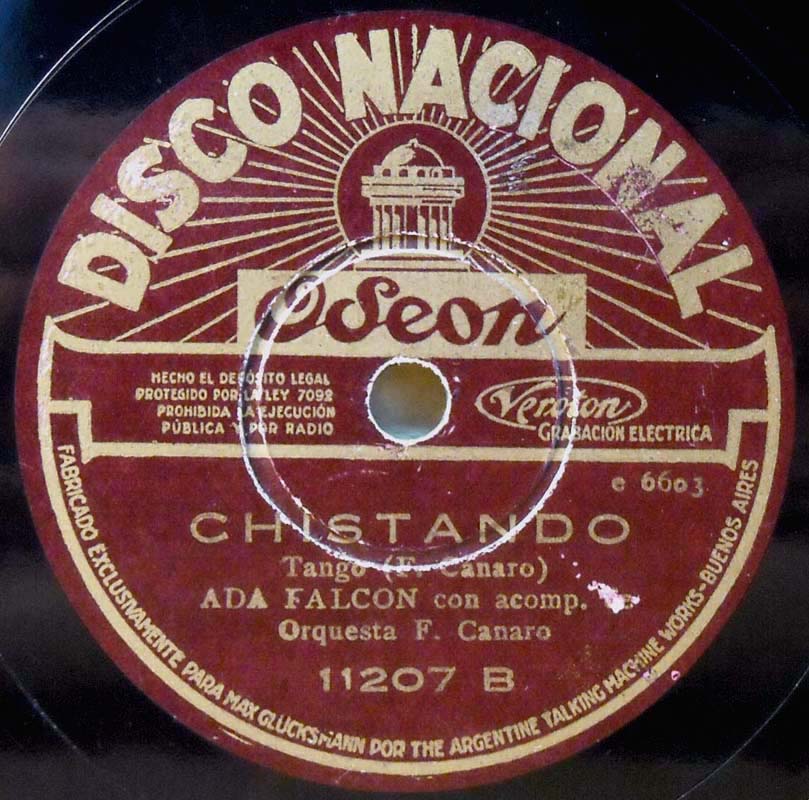 DISCO NACIONAL
Odeon
HECHO EL DEPOSITO LEGAL
PROTEGIDO POR LA LEY 7092
PROHIBIDA LA EJECUCIÓN
PÚBLICA Y POR RADIO
Veroton
GRABACION ELECTRICA
e 6603
CHISTANDO
Tango (F. Canaro)
ADA FALCON con acomp.
Orquesta F. Canaro
11207 B
FABRICADO EXCLUSIVAMENTE PARA MAX GLÜCKSMANN POR THE ARGENTINE TALKING MACHINE WORKS-BUENOS AIRES